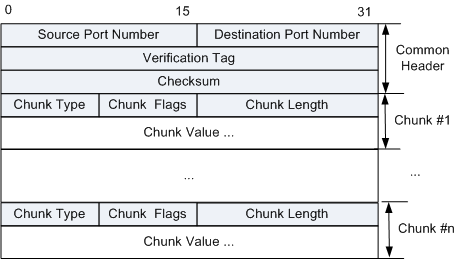 0 15 31
Source Port Number Destination Port Number
Verification Tag
Common
Header
Checksum
Chunk Type Chunk Flags Chunk Length
Chunk #1
Chunk Value ...
... ...
Chunk Type Chunk Flags Chunk Length
Chunk #n
Chunk Value ...